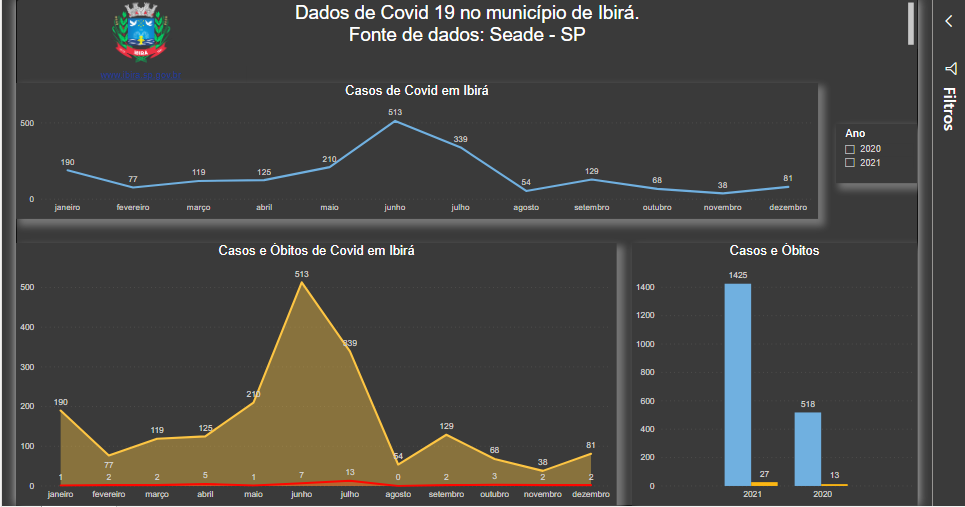 Dados de Covid 19 no município de Ibirá.
Fonte de dados: Seade - SP
IBIRÁ
Filtros
Casos de Covid em Ibirá
500
0
190
77
119
125
210
513
339
54
129
68
38
81
janeiro
fevereiro
março
abril
maio
junho
julho
agosto
setembro
outubro
novembro
dezembro
Ano
2020
2021
Casos e Óbitos de Covid em Ibirá
500
400
300
200
100
0
190
77
119
125
210
513
339
54
129
68
38
81
1
2
2
5
1
7
13
0
2
3
2
2
janeiro
fevereiro
março
abril
maio
junho
julho
agosto
setembro
outubro
novembro
dezembro
Casos e Óbitos
1400
1200
1000
800
600
400
200
0
1425
27
518
13
2021
2020